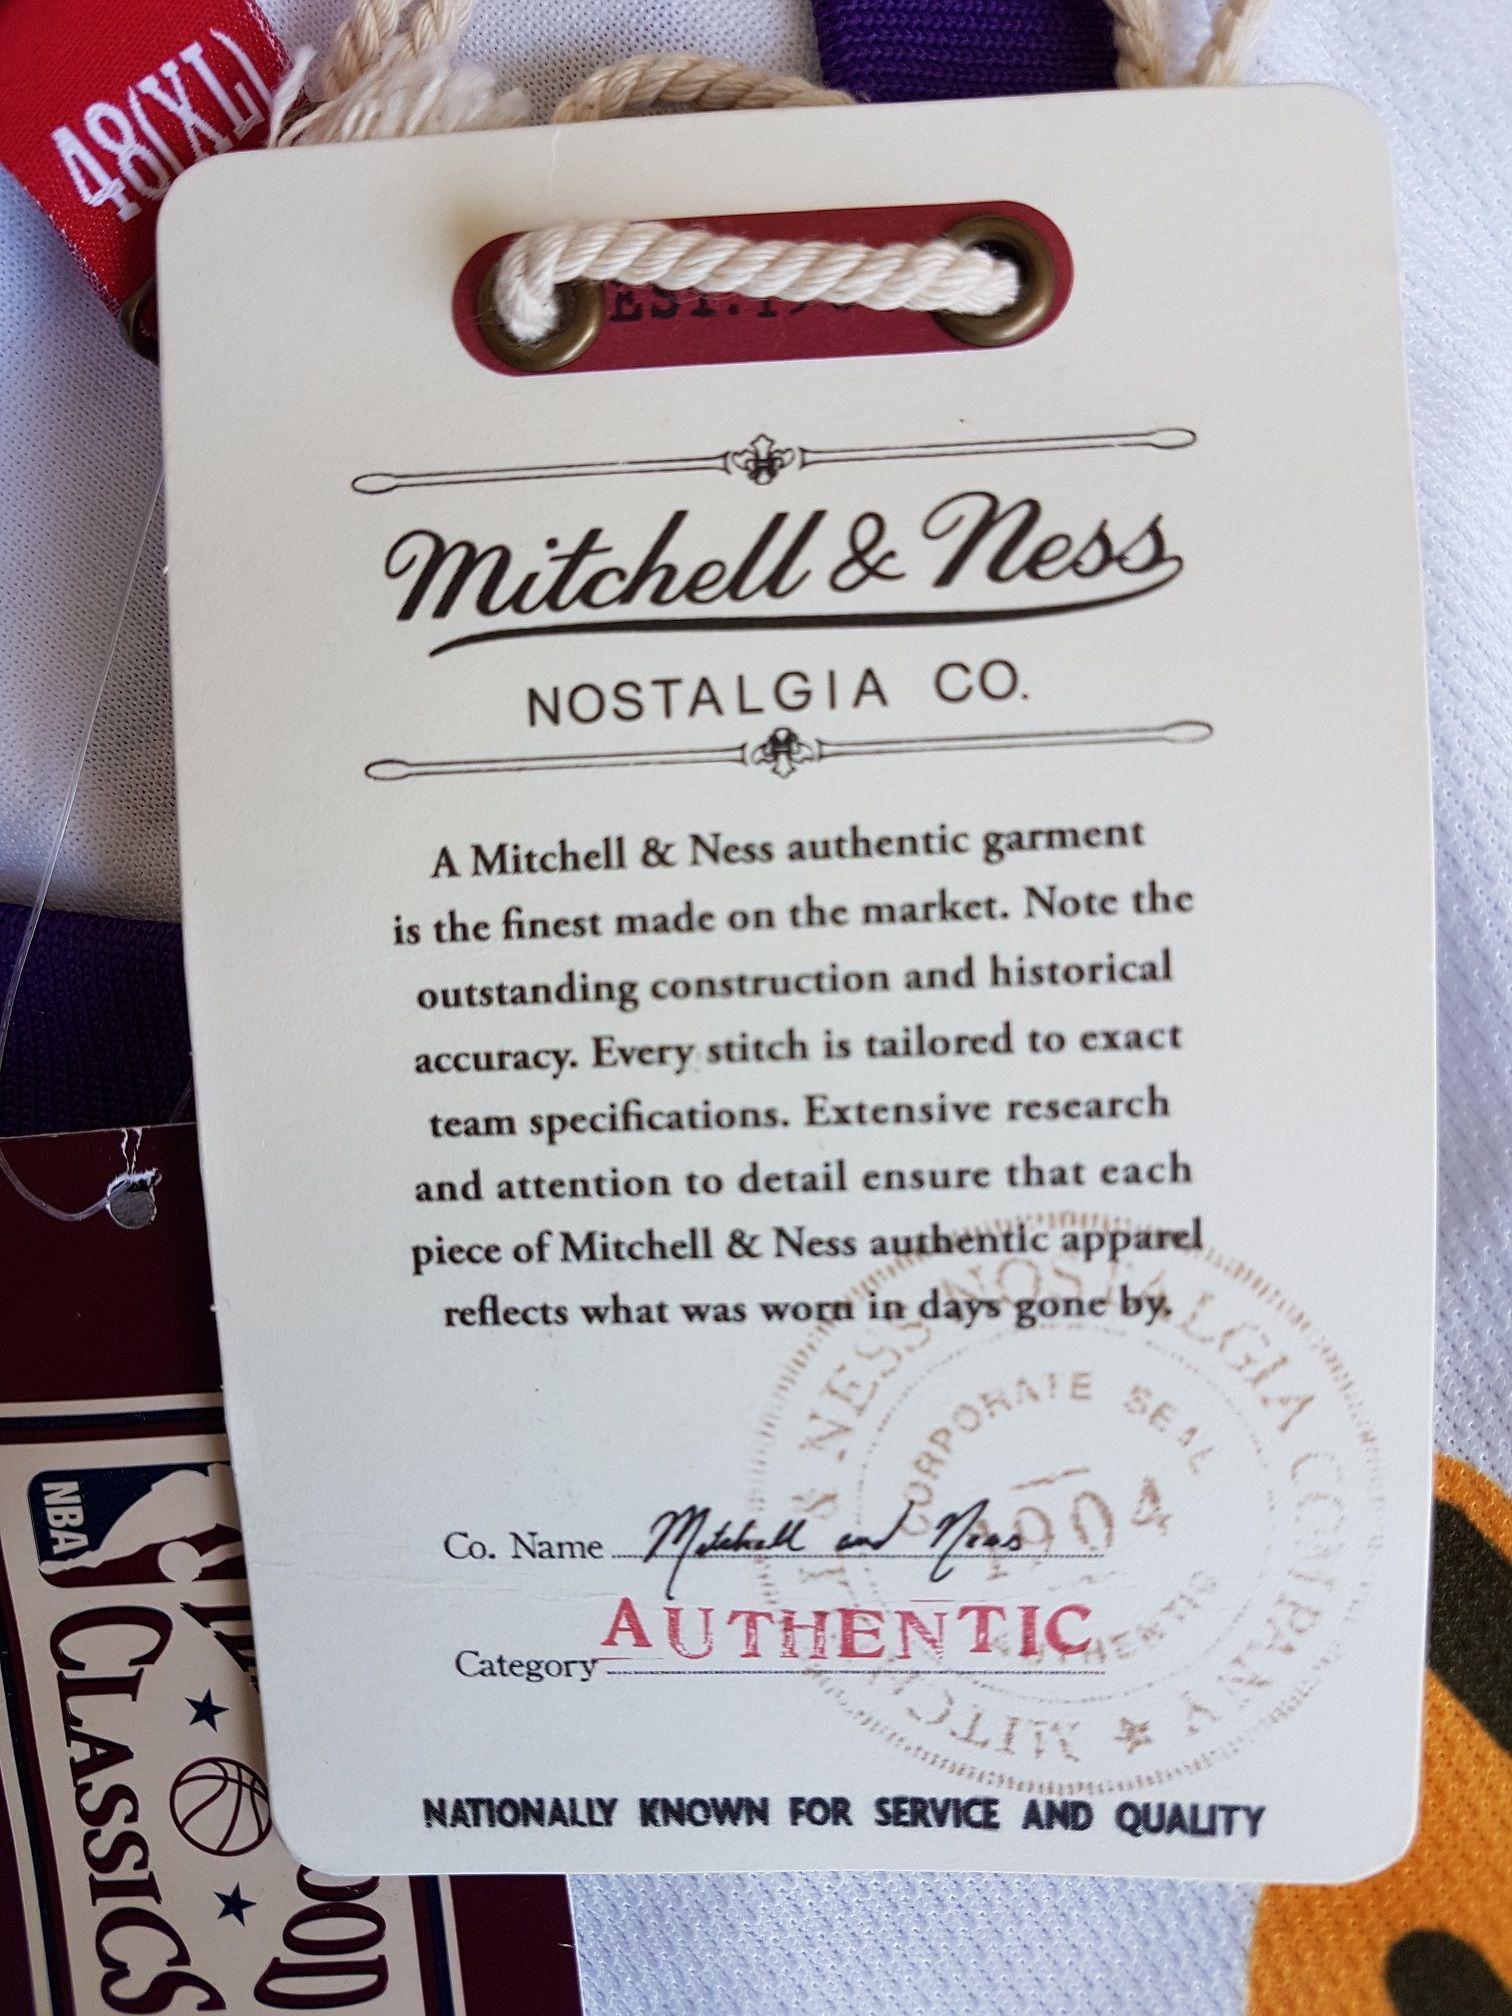 48(XL)
EST.
Mitchell & Ness
NOSTALGIA CO.
A Mitchell & Ness authentic garment
is the finest made on the market. Note the
outstanding construction and historical
accuracy. Every stitch is tailored to exact
team specifications. Extensive research
and attention to detail ensure that each
piece of Mitchell & Ness authentic apparel
reflects what was worn in days gone by.
NESS NOSTALGIA COMPANY
CORPORATE SEAL
1904
Co. Name Mitchell and Ness
Category AUTHENTIC
NATIONALLY KNOWN FOR SERVICE AND QUALITY
NBA
CLASSICS